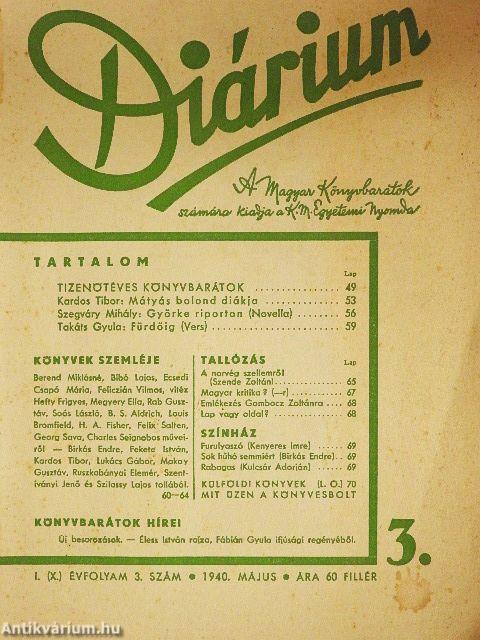 Diárium
A Magyar Könyvbarátok
számára kiadja a K. M. Egyetemi Nyomda
TARTALOM
Lap
TIZENÖTÉVES KÖNYVBARÁTOK 49
Kardos Tibor: Mátyás bolond diákja 53
Szegváry Mihály: Györke riporton (Novella) 56
Takáts Gyula: Fürdőig (Vers) 59
KÖNYVEK SZEMLÉJE
Berend Miklósné, Bibó Lajos, Ecsedi
Csapó Mária, Feliczián Vilmos, vitéz
Hefty Frigyes, Megyery Ella, Rab Gusz-
táv, Soós László, B. S. Aldrich, Louis
Bromfield, H. A. Fisher, Felix Salten,
Georg Sava, Charles Seignobos művei-
ről — Birkás Endre, Fekete István,
Kardos Tibor, Lukács Gábor, Makay
Gusztáv, Ruszkabányai Elemér, Szent-
iványi Jenő és Szilassy Lajos tollából.
60—64
TALLÓZÁS Lap
A norvég szellemről
(Szende Zoltán) 65
Magyar kritika? (—r) 67
Emlékezés Gombocz Zoltánra 68
Lap vagy oldal? 68
SZÍNHÁZ
Furulyaszó (Kenyeres Imre) 69
Sok hűhó semmiért (Birkás Endre) 69
Rabagas (Kulcsár Adorján) 69
KÜLFÖLDI KÖNYVEK (L. O.) 70
MIT ÜZEN A KÖNYVESBOLT
KÖNYVBARÁTOK HÍREI
Új besorozások. — Éless István rajza, Fábián Gyula ifjúsági regényéből.
3.
I. (X.) ÉVFOLYAM 3. SZÁM • 1940. MÁJUS • ÁRA 60 FILLÉR
Antikvárium.hu